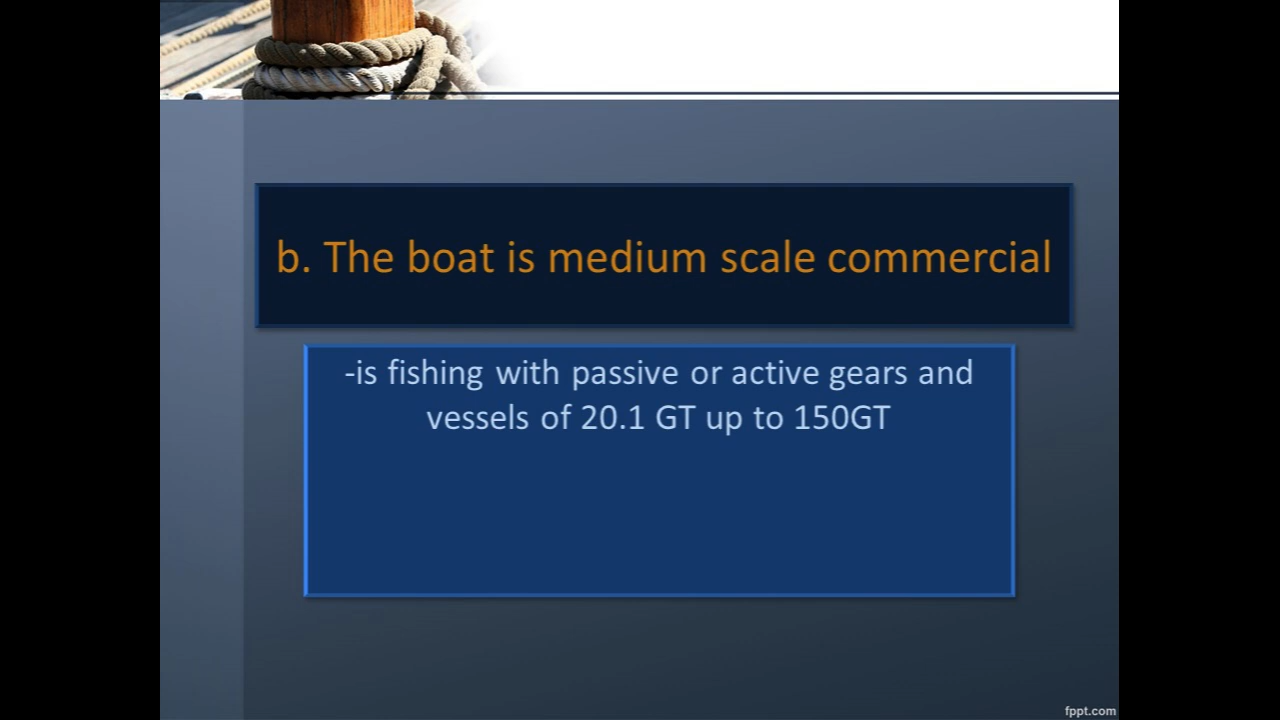 b. The boat is medium scale commercial
-is fishing with passive or active gears and
vessels of 20.1 GT up to 150GT
fppt.com